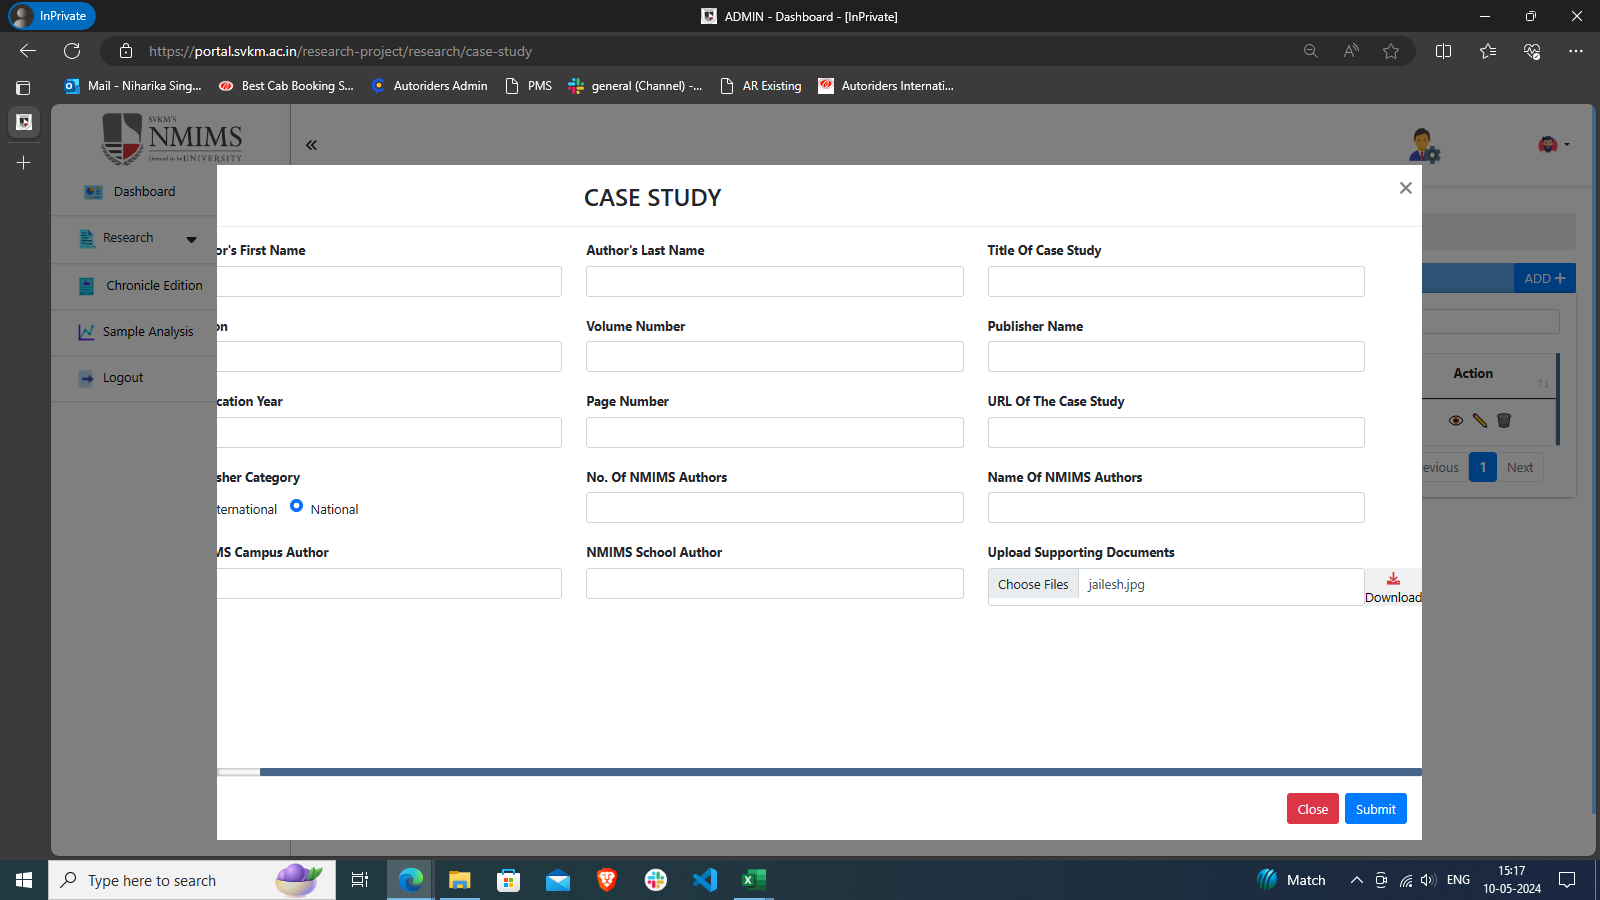 InPrivate
ADMIN - Dashboard - [InPrivate]
https://portal.svkm.ac.in/research-project/research/case-study
Mail - Niharika Sing... Best Cab Booking S... Autoriders Admin PMS general (Channel) -... AR Existing Autoriders Internati...
SVKM'S
NMIMS
Deemed to be UNIVERSITY
«
Dashboard
Research
Chronicle Edition
Sample Analysis
Logout
CASE STUDY
×
or's First Name Author's Last Name Title Of Case Study
on Volume Number Publisher Name
cation Year Page Number URL Of The Case Study
sher Category No. Of NMIMS Authors Name Of NMIMS Authors
ternational National
MS Campus Author NMIMS School Author Upload Supporting Documents
Choose Files jailesh.jpg
Download
Close Submit
ADD +
Action
evious 1 Next
Type here to search
Match
ENG
15:17
10-05-2024